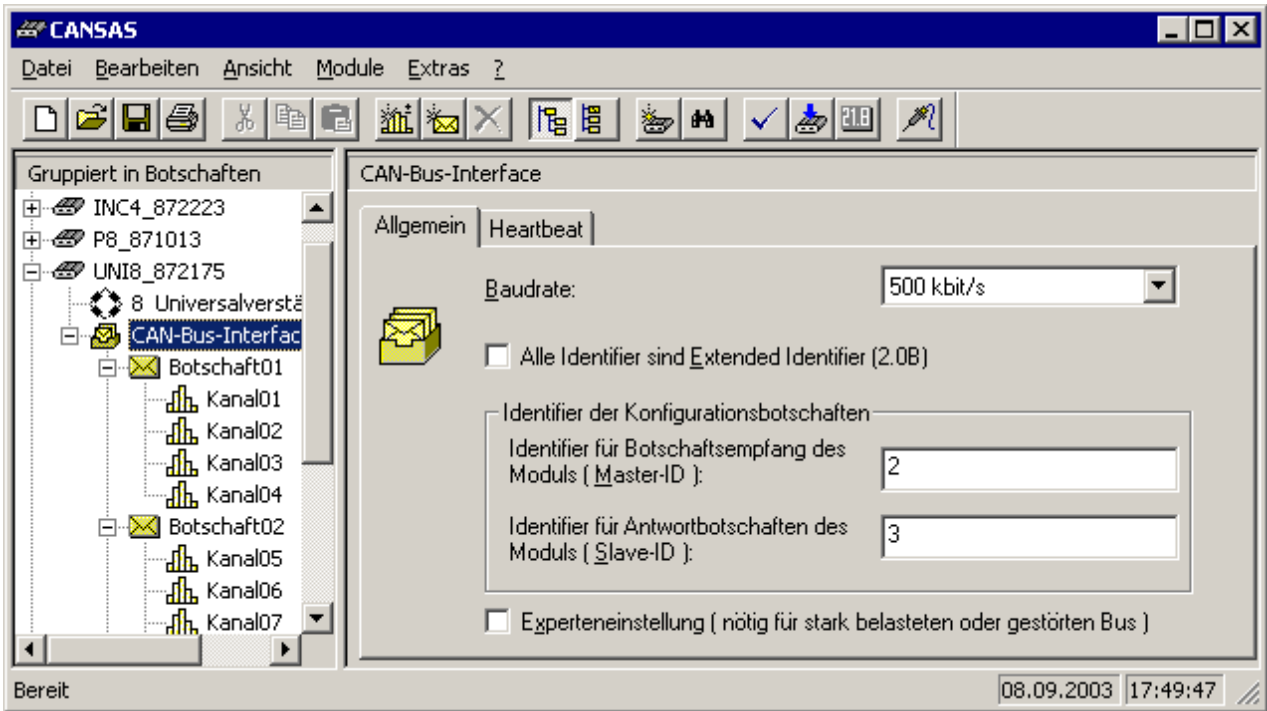 CANSAS
Datei Bearbeiten Ansicht Module Extras ?
Gruppiert in Botschaften
INC4_872223
P8_871013
UNI8_872175
8 Universalverstä
CAN-Bus-Interfac
Botschaft01
Kanal01
Kanal02
Kanal03
Kanal04
Botschaft02
Kanal05
Kanal06
Kanal07
CAN-Bus-Interface
Allgemein Heartbeat
Baudrate: 500 kbit/s
Alle Identifier sind Extended Identifier (2.0B)
Identifier der Konfigurationsbotschaften
Identifier für Botschaftsempfang des
Moduls ( Master-ID ): 2
Identifier für Antwortbotschaften des
Moduls ( Slave-ID ): 3
Experteneinstellung ( nötig für stark belasteten oder gestörten Bus )
Bereit 08.09.2003 17:49:47